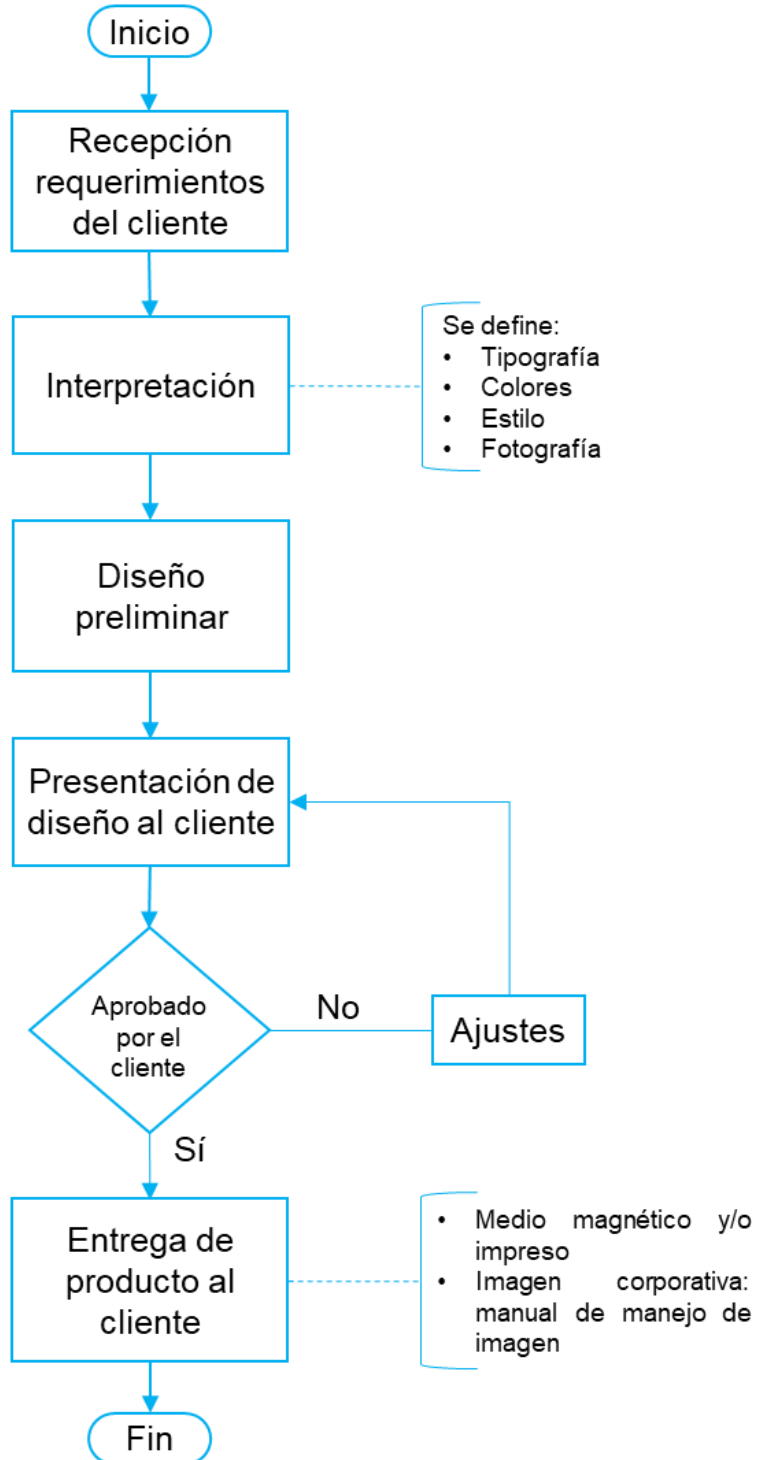 Inicio
Recepción
requerimientos
del cliente
Interpretación
Se define:
• Tipografía
• Colores
• Estilo
• Fotografía
Diseño
preliminar
Presentación de
diseño al cliente
Aprobado
por el
cliente
No
Ajustes
Sí
Entrega de
producto al
cliente
• Medio magnético y/o
impreso
• Imagen corporativa:
manual de manejo de
imagen
Fin